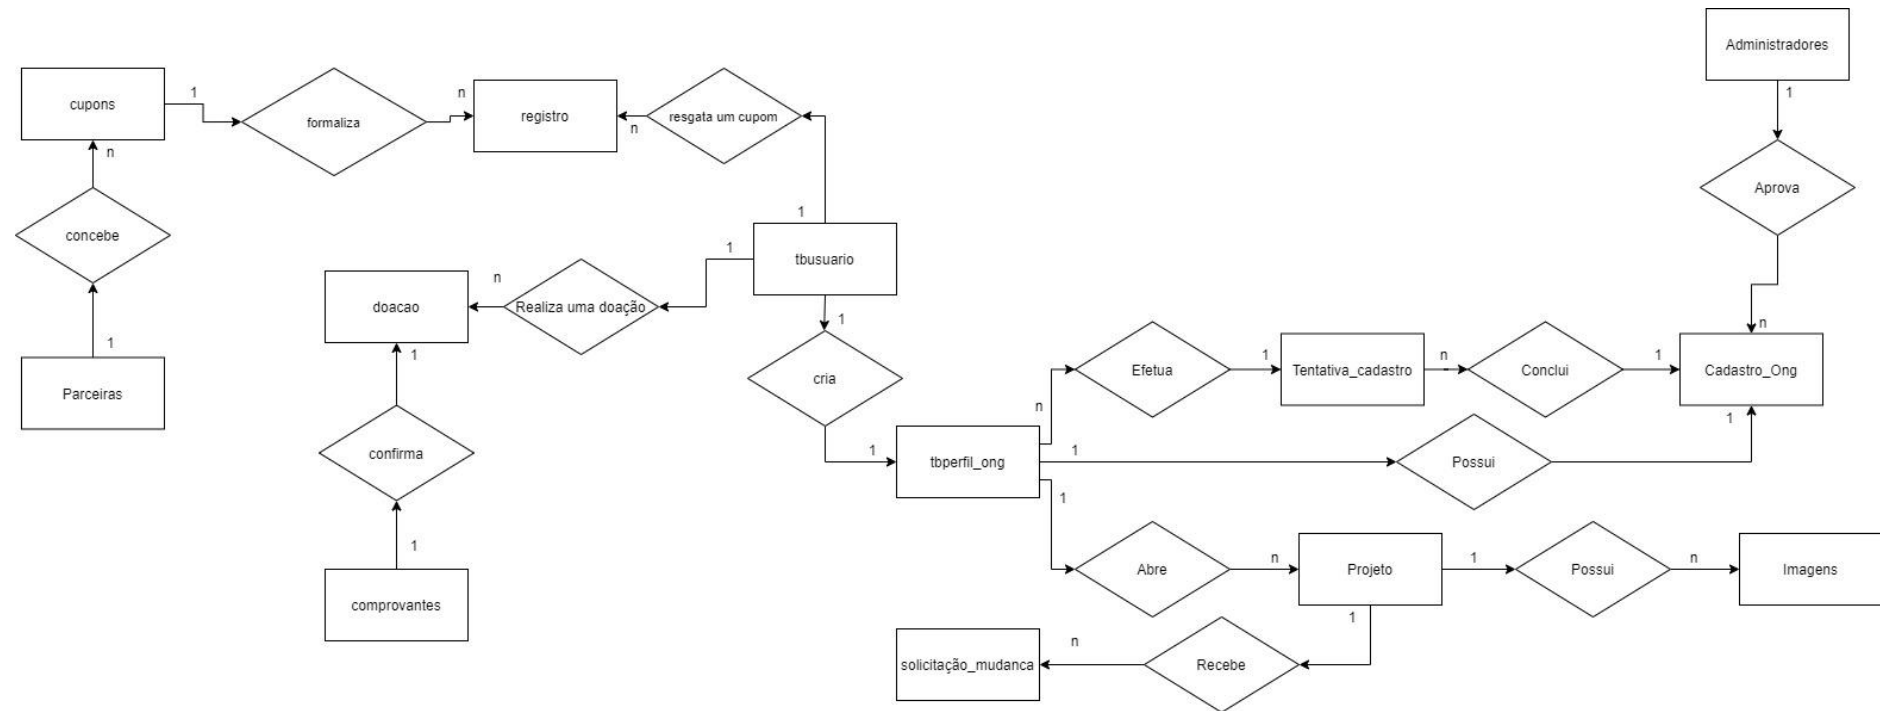 Administradores
1
Aprova
n
cupons
1
formaliza
n
registro
n
resgata um cupom
1
n
concebe
1
Parceiras
tbusuario
1
Realiza uma doação
n
doacao
1
confirma
1
comprovantes
1
cria
1
tbperfil_ong
n
Efetua
1
Tentativa_cadastro
n
Conclui
1
Cadastro_Ong
1
Possui
1
1
Abre
n
Projeto
1
Possui
n
Imagens
1
Recebe
n
solicitação_mudanca